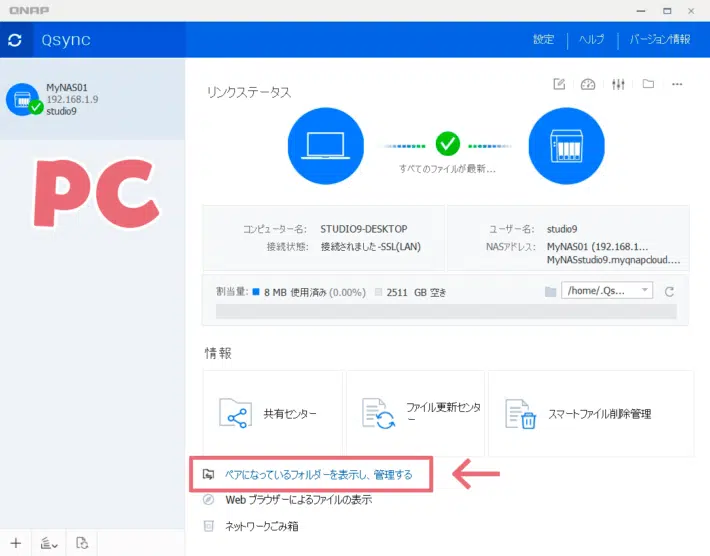 QNAP
Qsync
設定
ヘルプ
バージョン情報
MyNAS01
192.168.1.9
studio9
PC
リンクステータス
すべてのファイルが最新...
コンピューター名: STUDIO9-DESKTOP
接続状態: 接続されました-SSL(LAN)
ユーザー名: studio9
NASアドレス: MyNAS01 (192.168.1...
MyNASstudio9.myqnapcloud....
割当量: 8 MB 使用済み (0.00%) 2511 GB 空き
/home/.Qs...
情報
共有センター
ファイル更新センタ
ー
スマートファイル削除管理
ペアになっているフォルダーを表示し、管理する
Web ブラウザーによるファイルの表示
ネットワークごみ箱